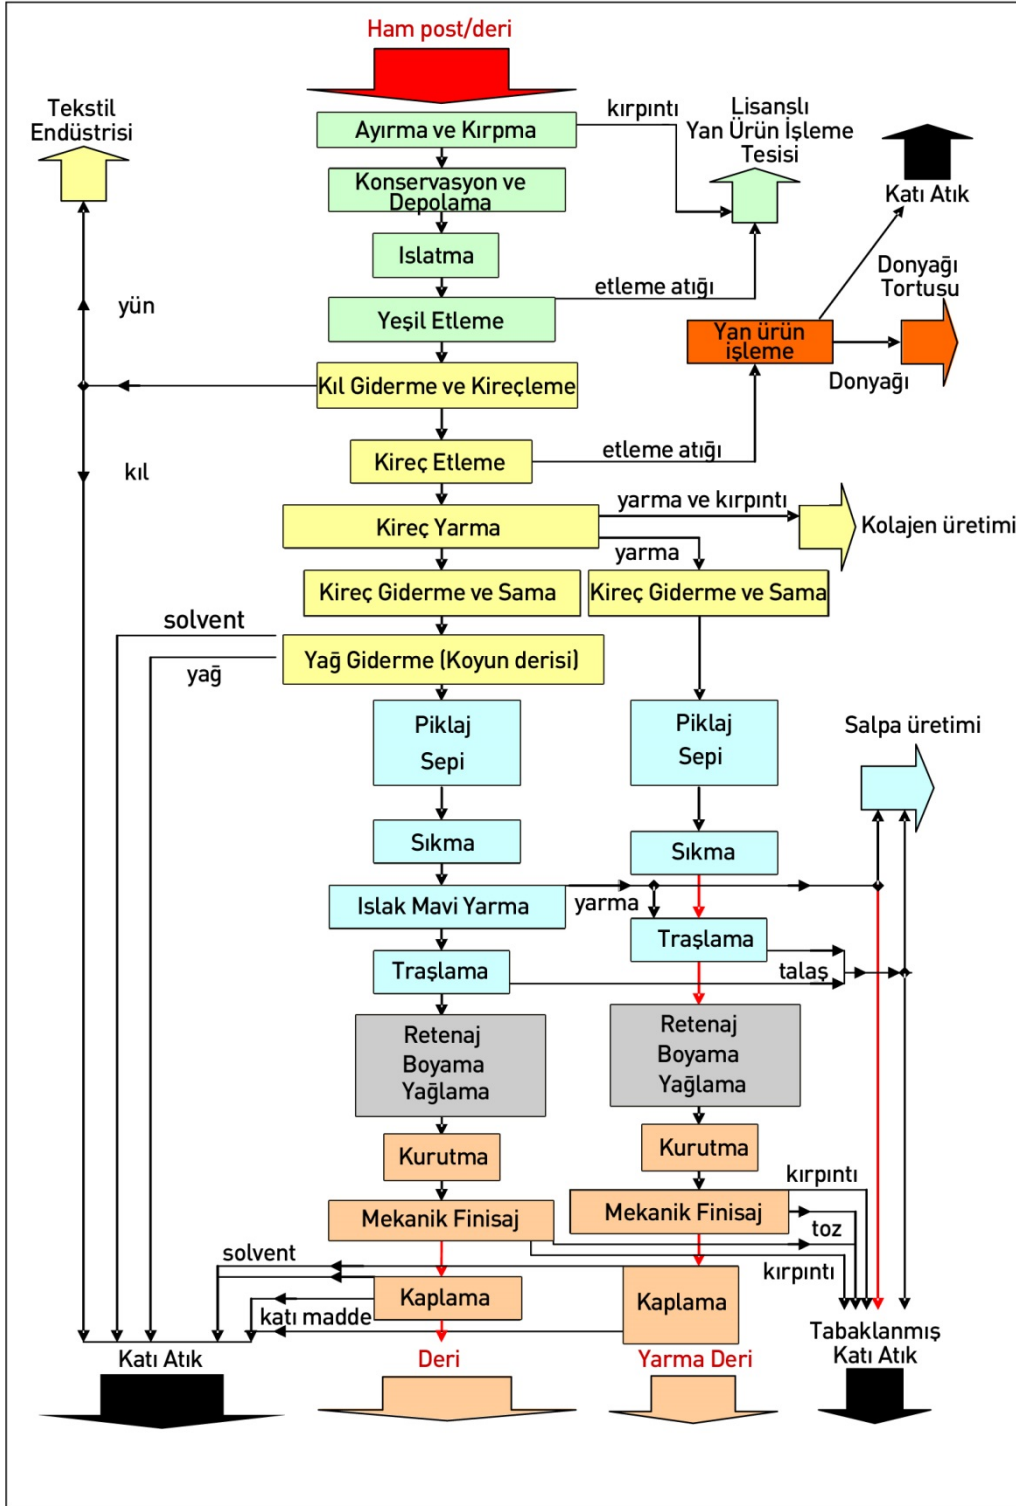 Ham post/deri
Tekstil
Endüstrisi
kırpıntı
Lisanslı
Yan Ürün İşleme
Tesisi
Ayırma ve Kırpma
Konservasyon ve
Depolama
Katı Atık
Islatma
etleme atığı
Donyağı
Tortusu
yün
Yeşil Etleme
Yan ürün
işleme
Donyağı
Kıl Giderme ve Kireçleme
kıl
Kireç Etleme
etleme atığı
yarma ve kırpıntı
Kireç Yarma
Kolajen üretimi
yarma
Kireç Giderme ve Sama
Kireç Giderme ve Sama
solvent
yağ
Yağ Giderme (Koyun derisi)
Piklaj
Sepi
Piklaj
Sepi
Salpa üretimi
Sıkma
Sıkma
Islak Mavi Yarma
yarma
Traşlama
Traşlama
talaş
Retenaj
Boyama
Yağlama
Retenaj
Boyama
Yağlama
Kurutma
Kurutma
kırpıntı
Mekanik Finisaj
Mekanik Finisaj
toz
solvent
kırpıntı
Kaplama
Kaplama
katı madde
Katı Atık
Deri
Yarma Deri
Tabaklanmış
Katı Atık